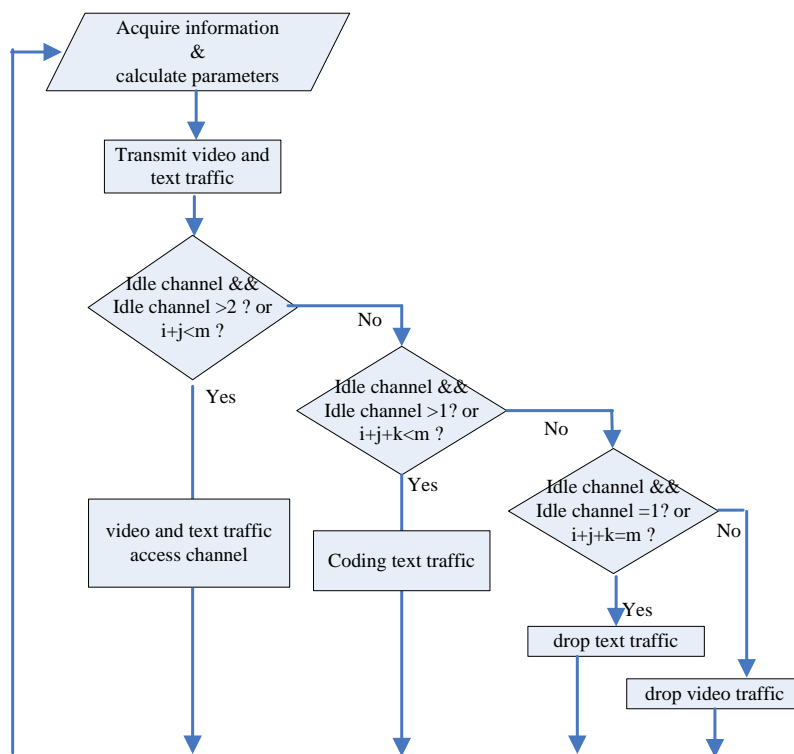 Acquire information
&
calculate parameters
Transmit video and
text traffic
Idle channel &&
Idle channel >2 ? or
i+j<m ?
No
Yes
Idle channel &&
Idle channel >1? or
i+j+k<m ?
No
Yes
Idle channel &&
Idle channel =1? or
i+j+k=m ?
No
Yes
video and text traffic
access channel
Coding text traffic
drop text traffic
drop video traffic